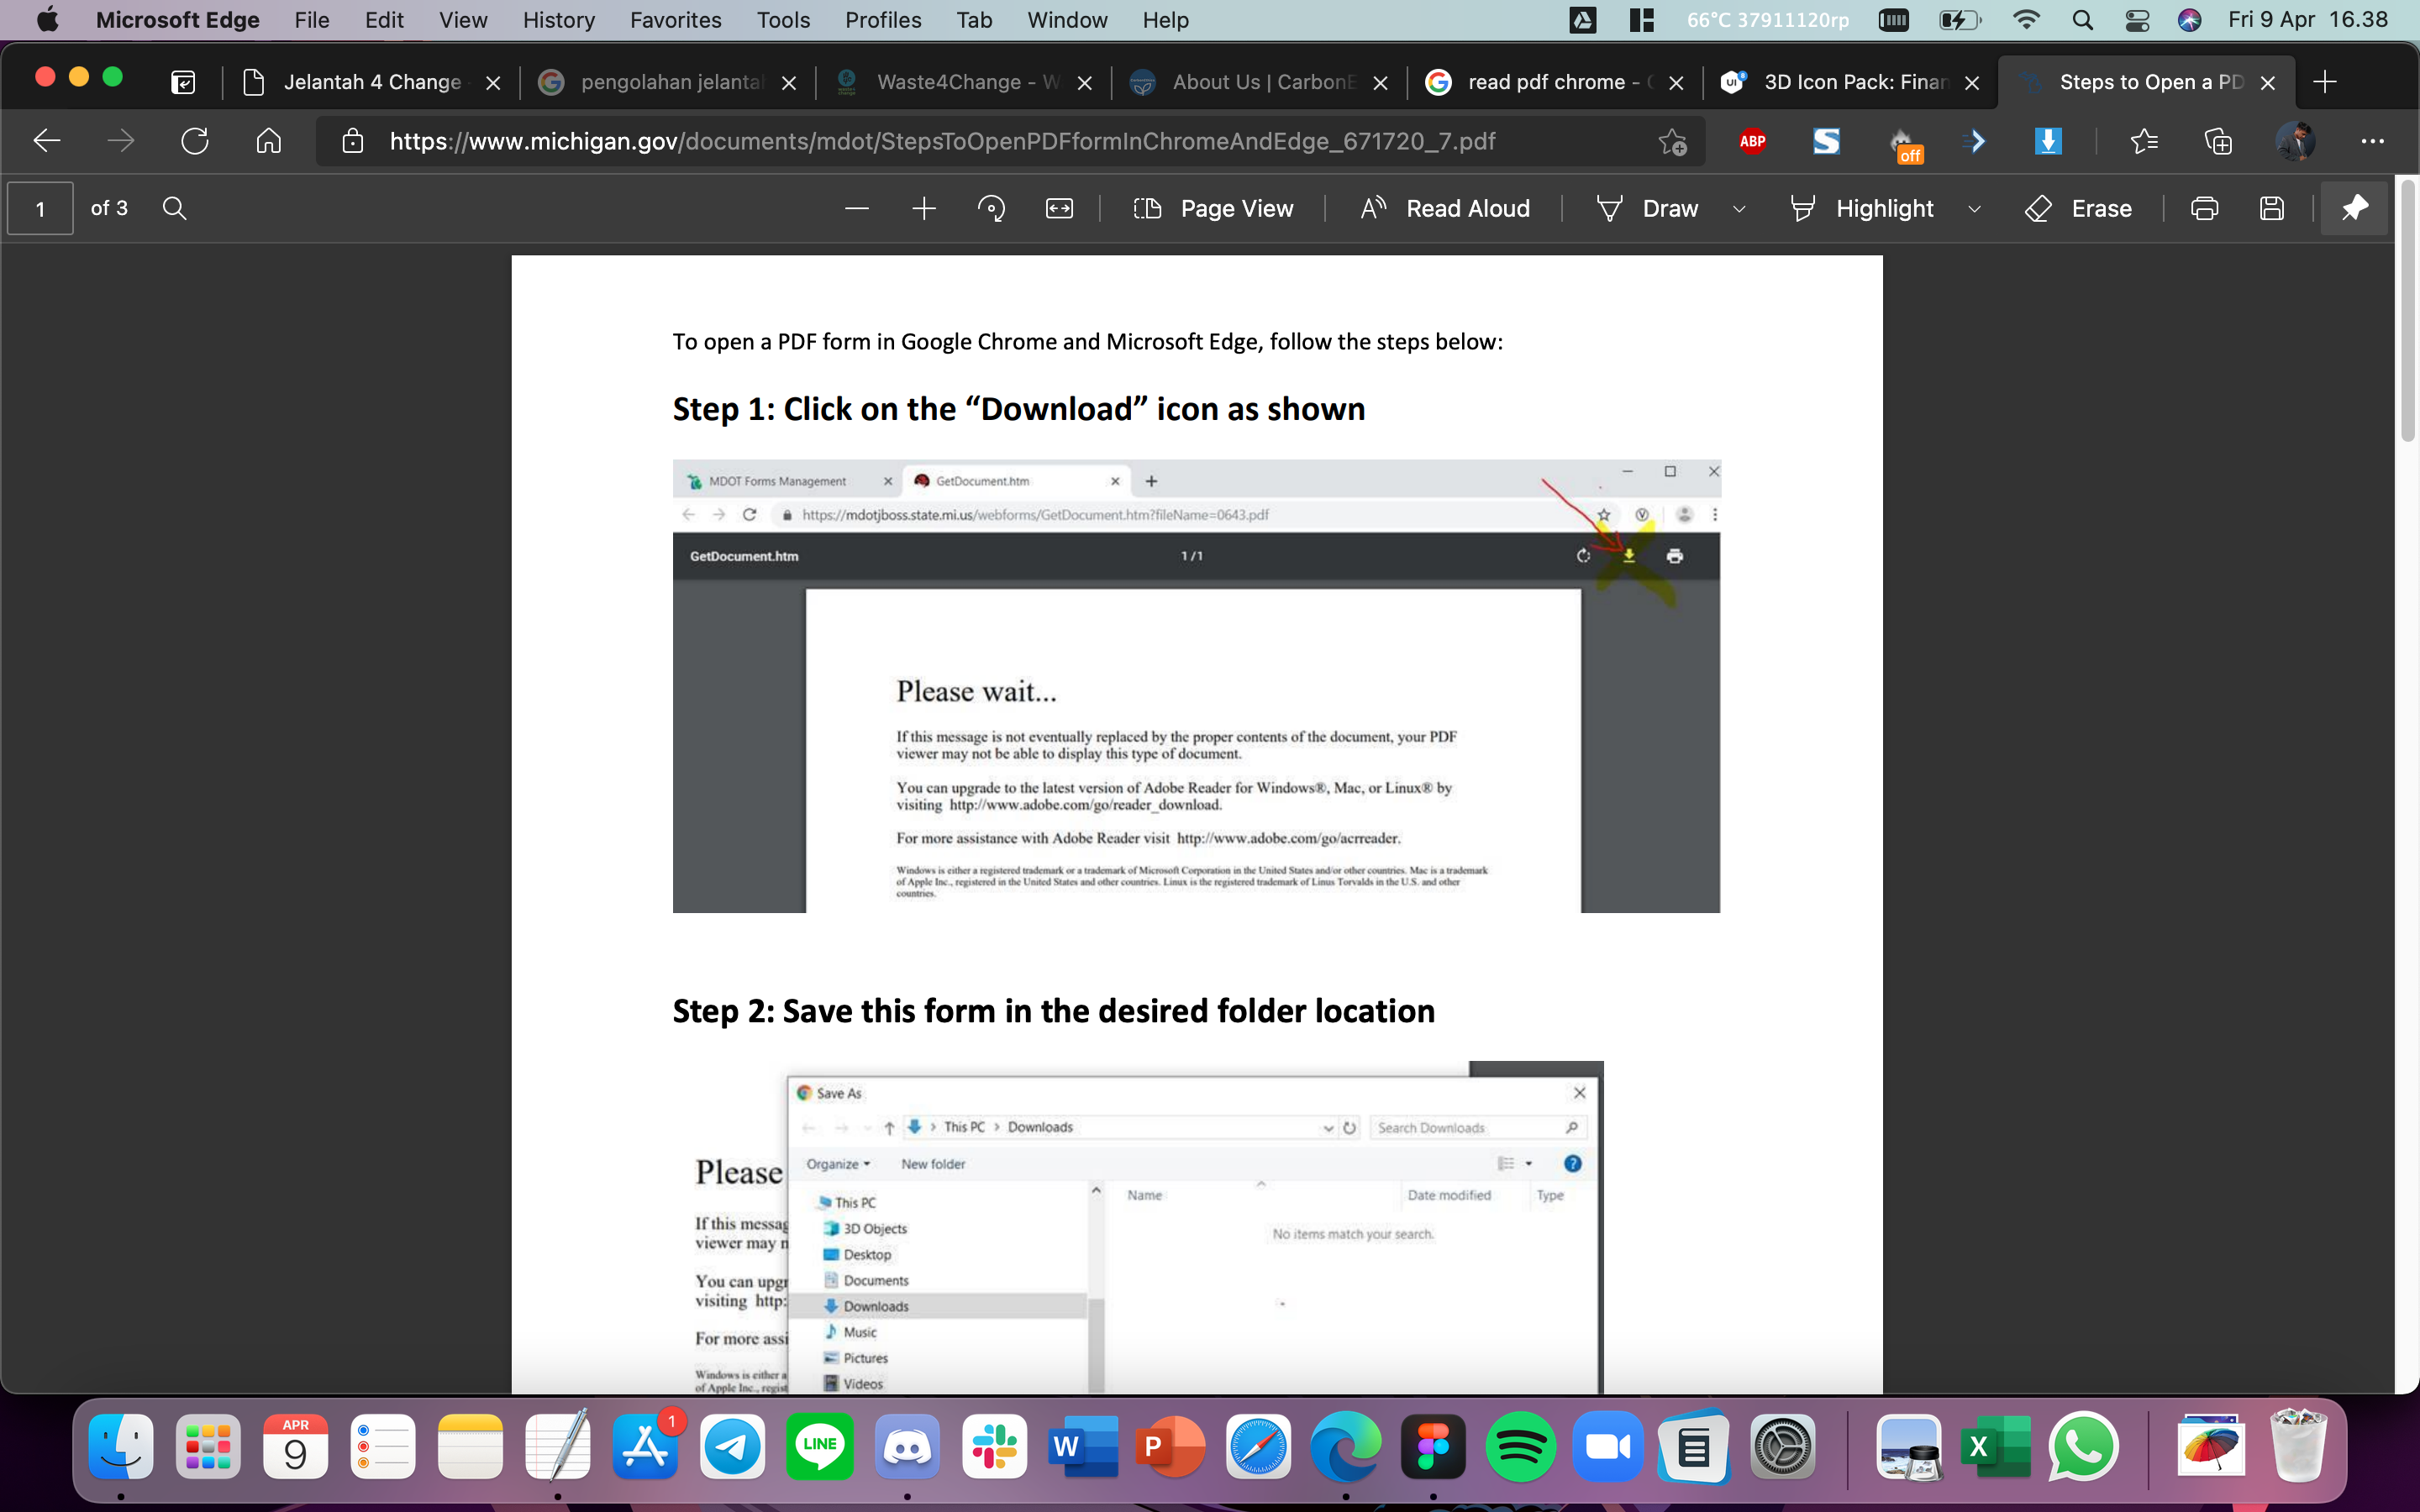 Microsoft Edge File Edit View History Favorites Tools Profiles Tab Window Help 66°C 37911120rp Fri 9 Apr 16.38
Jelantah 4 Change pengolahan jelanta Waste4Change - W About Us | CarbonE read pdf chrome - 3D Icon Pack: Finan Steps to Open a PD
https://www.michigan.gov/documents/mdot/StepsToOpenPDFformInChromeAndEdge_671720_7.pdf ABP S off
1 of 3 Page View Read Aloud Draw Highlight Erase
To open a PDF form in Google Chrome and Microsoft Edge, follow the steps below:
Step 1: Click on the “Download” icon as shown
MDOT Forms Management GetDocument.htm
https://mdotjboss.state.mi.us/webforms/GetDocument.htm?fileName=0643.pdf
GetDocument.htm 1 / 1
Please wait...
If this message is not eventually replaced by the proper contents of the document, your PDF
viewer may not be able to display this type of document.
You can upgrade to the latest version of Adobe Reader for Windows®, Mac, or Linux® by
visiting http://www.adobe.com/go/reader_download.
For more assistance with Adobe Reader visit http://www.adobe.com/go/acrreader.
Windows is either a registered trademark or a trademark of Microsoft Corporation in the United States and/or other countries. Mac is a trademark
of Apple Inc., registered in the United States and other countries. Linux is the registered trademark of Linus Torvalds in the U.S. and other
countries.
Step 2: Save this form in the desired folder location
Save As
This PC > Downloads Search Downloads
Organize New folder
Please
Name Date modified Type
This PC
If this messag
3D Objects
No items match your search.
viewer may n
Desktop
You can upgr
Documents
visiting http:
Downloads
For more assi
Music
Pictures
Windows is either a
Videos
of Apple Inc., regist
APR
9
1
LINE
W
P
X